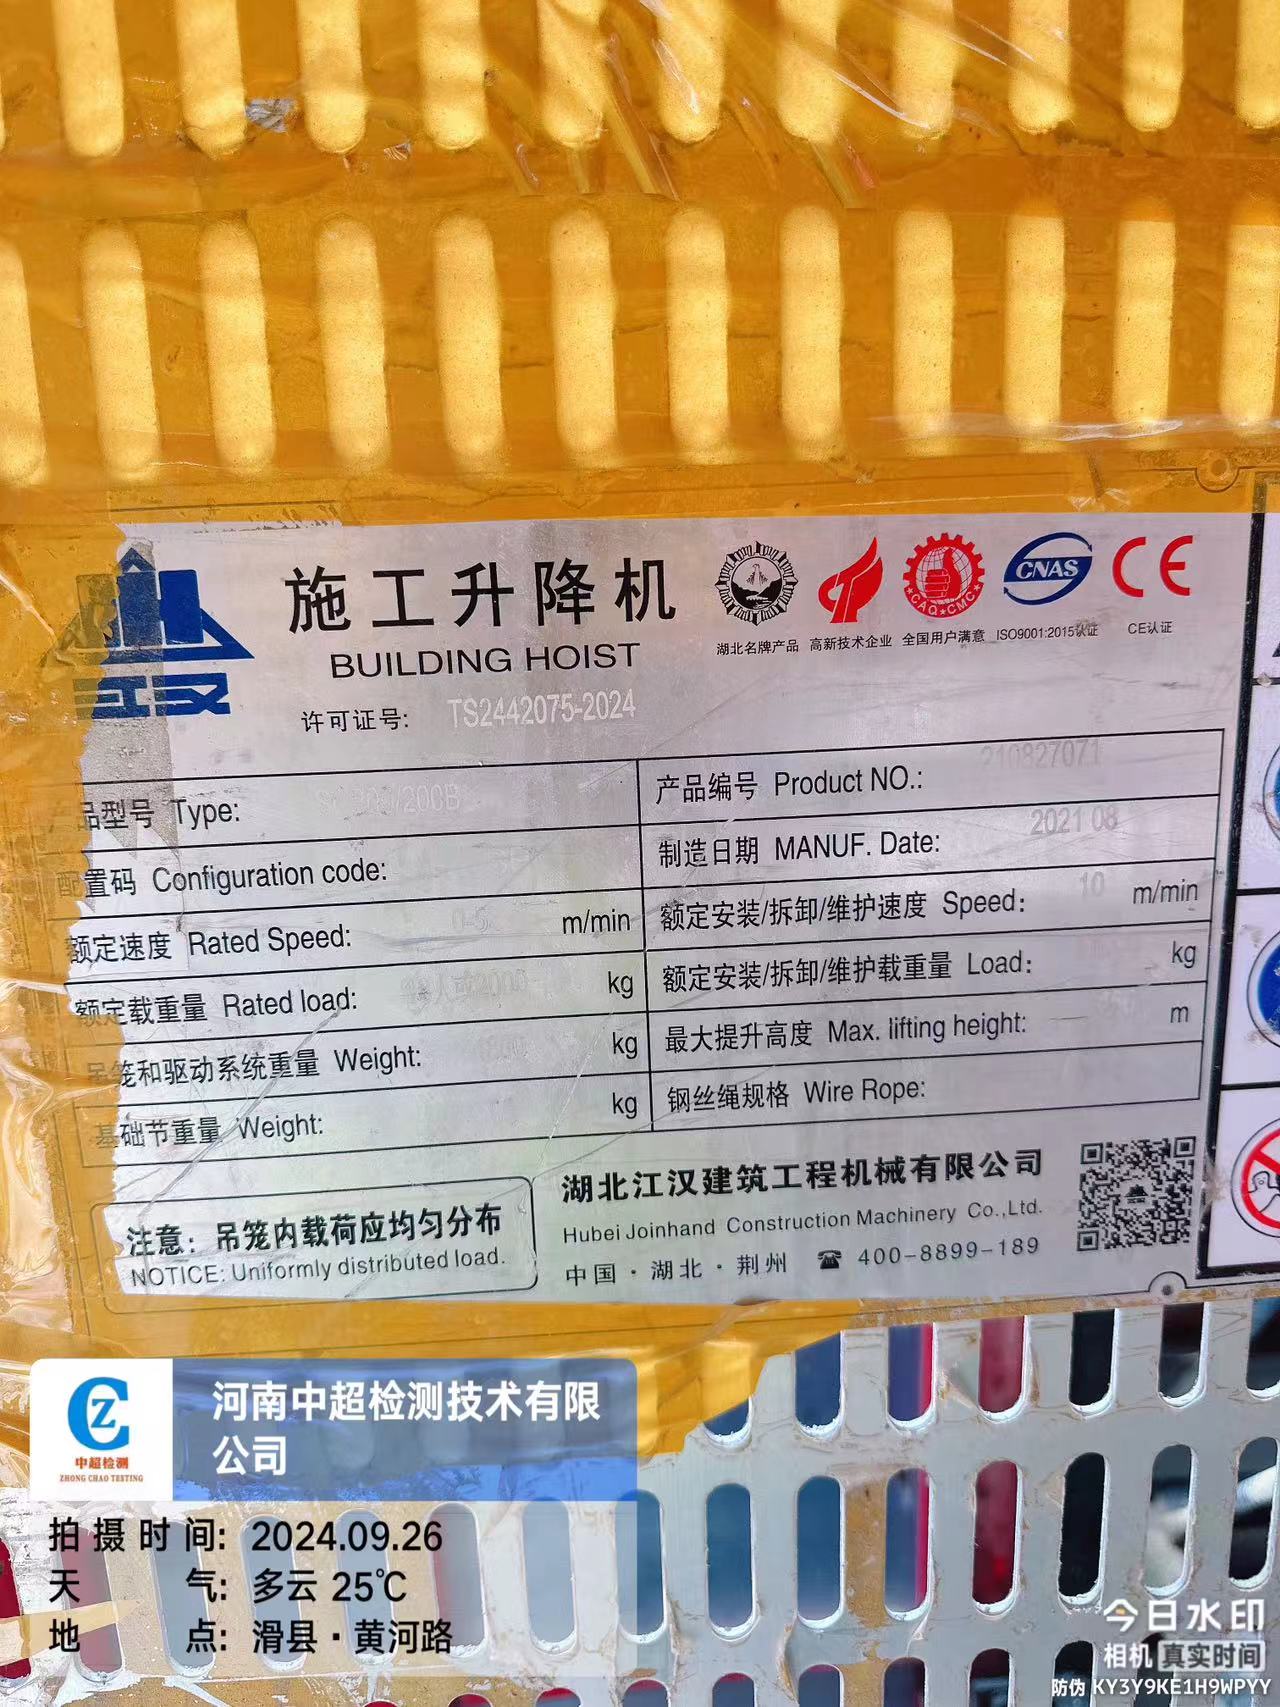 江汉
施工升降机
BUILDING HOIST
许可证号: TS2442075-2024
湖北名牌产品
高新技术企业
CAQ★CMC
全国用户满意
CNAS
ISO9001:2015认证
CE
CE认证
产品型号 Type: /200B
产品编号 Product NO.: 210827071
配置码 Configuration code:
制造日期 MANUF. Date: 2021 08
额定速度 Rated Speed: m/min
额定安装/拆卸/维护速度 Speed: 10 m/min
额定载重量 Rated load: 人或2000 kg
额定安装/拆卸/维护载重量 Load: kg
吊笼和驱动系统重量 Weight: kg
最大提升高度 Max. lifting height: m
基础节重量 Weight: kg
钢丝绳规格 Wire Rope:
注意: 吊笼内载荷应均匀分布
NOTICE: Uniformly distributed load.
湖北江汉建筑工程机械有限公司
Hubei Joinhand Construction Machinery Co.,Ltd.
中国·湖北·荆州 ☎ 400-8899-189
中超检测
ZHONG CHAO TESTING
河南中超检测技术有限
公司
拍摄时间: 2024.09.26
天气: 多云 25℃
地点: 滑县·黄河路
今日水印
相机 真实时间
防伪 KY3Y9KE1H9WPYY